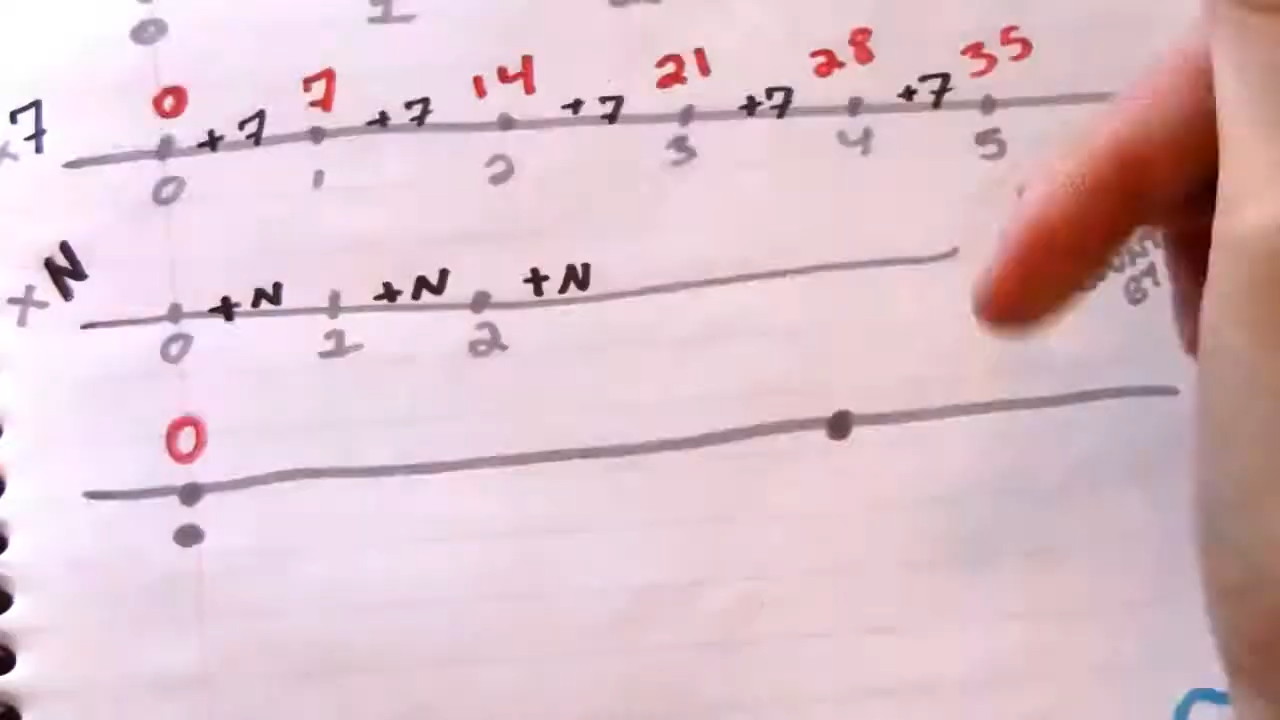 1
0 7 14 21 28 35
×7 +7 +7 +7 +7 +7
0 1 2 3 4 5
×N +N +N +N
0 1 2
0